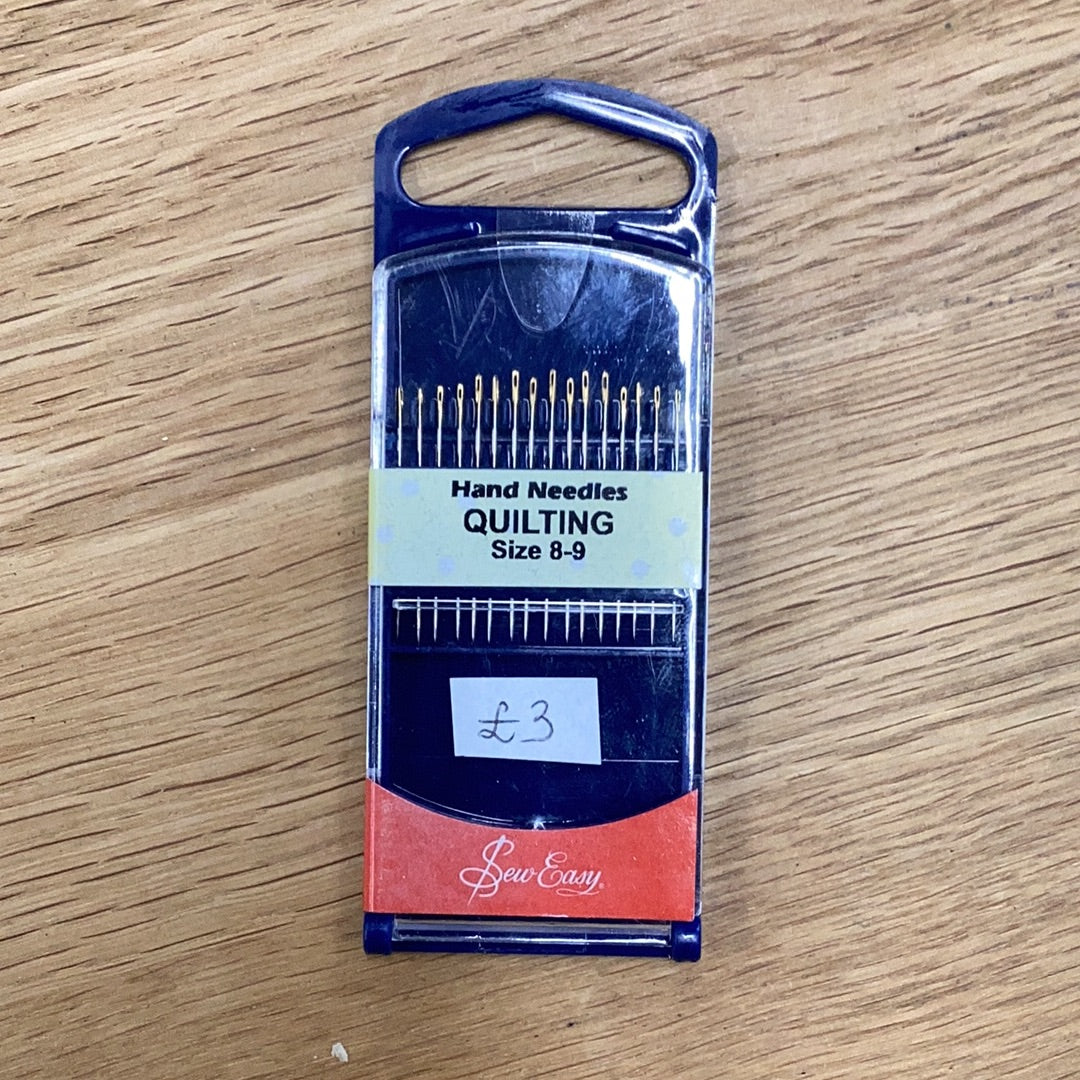 Hand Needles
QUILTING
Size 8-9
£3
Sew Easy®